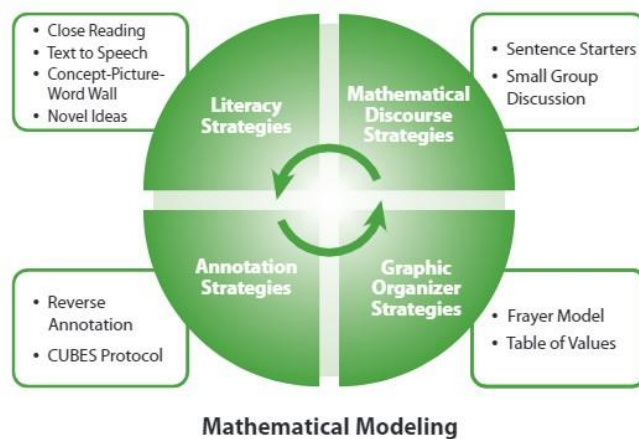 • Close Reading
• Text to Speech
• Concept-Picture-
Word Wall
• Novel Ideas
Literacy
Strategies
Mathematical
Discourse
Strategies
• Sentence Starters
• Small Group
Discussion
• Reverse
Annotation
• CUBES Protocol
Annotation
Strategies
Graphic
Organizer
Strategies
• Frayer Model
• Table of Values
Mathematical Modeling